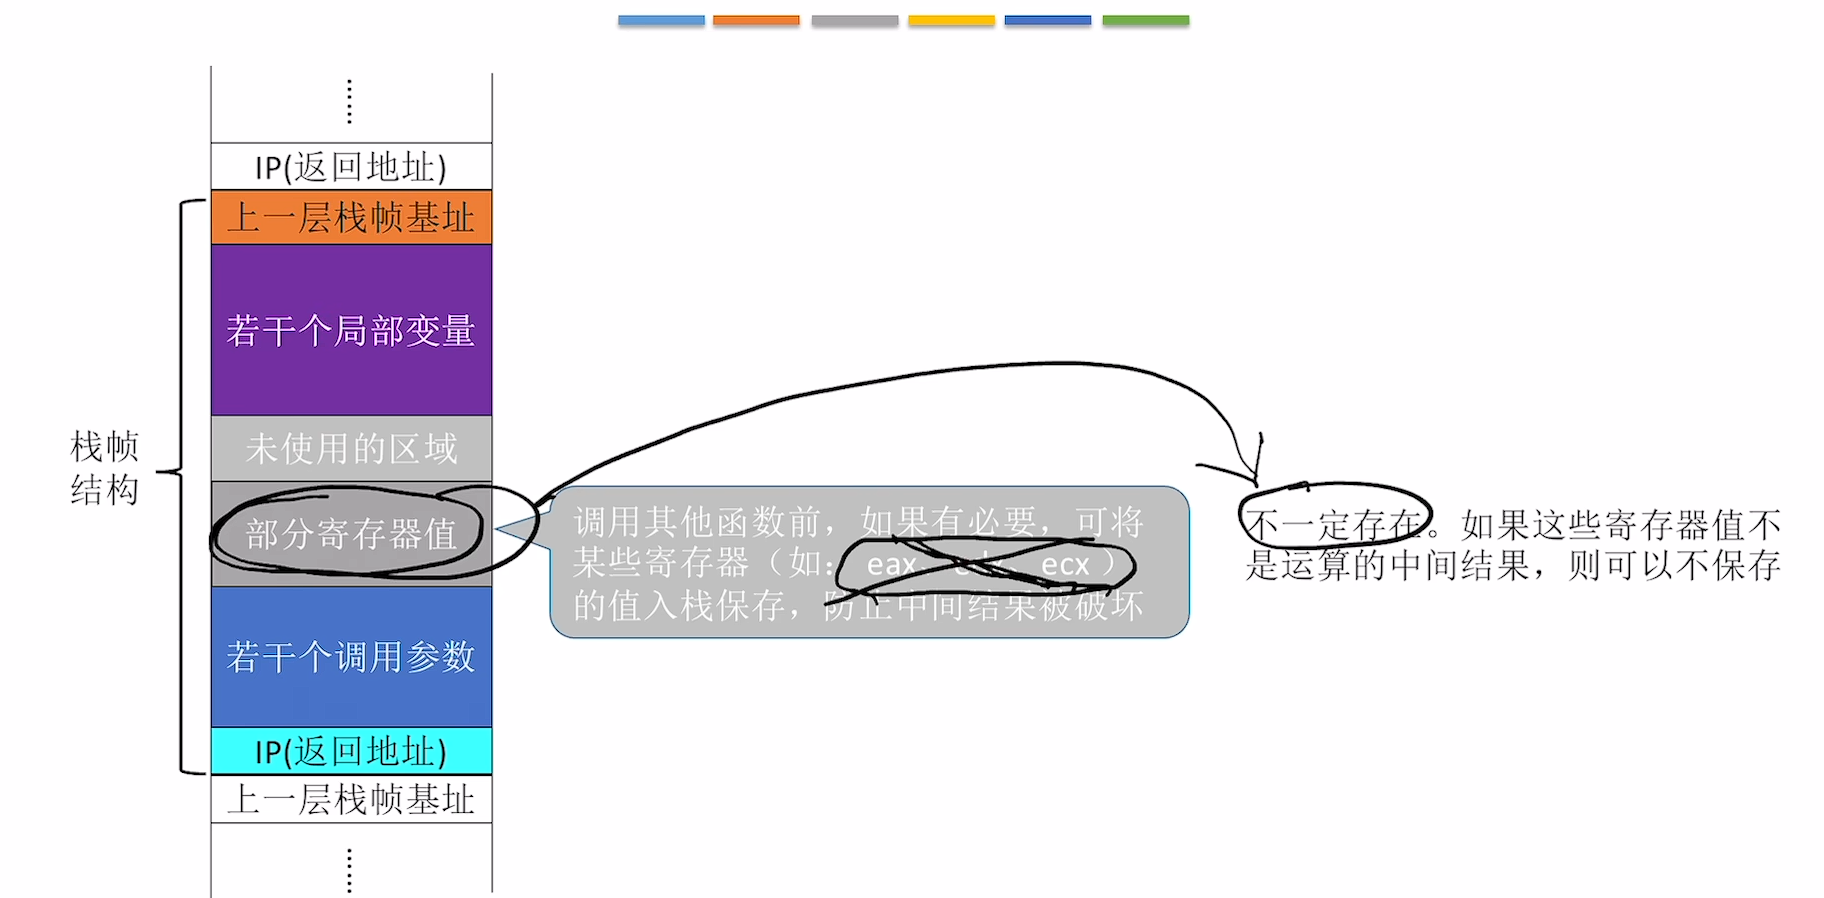 IP(返回地址)
上一层栈帧基址
若干个局部变量
未使用的区域
栈帧
结构
部分寄存器值
调用其他函数前，如果有必要，可将
某些寄存器（如：eax、 、ecx）
的值入栈保存，防止中间结果被破坏
不一定存在。如果这些寄存器值不
是运算的中间结果，则可以不保存
若干个调用参数
IP(返回地址)
上一层栈帧基址